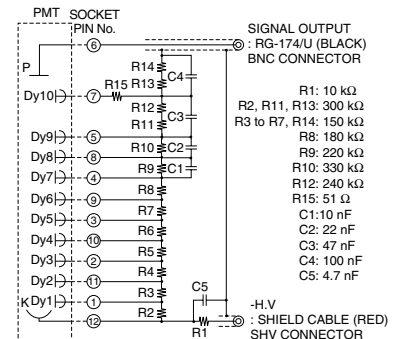 PMT SOCKET
PIN No.
SIGNAL OUTPUT
: RG-174/U (BLACK)
BNC CONNECTOR
6
P
R14
C4
R15 R13
Dy10 7
R12
C3
R11
Dy9 5
R10 C2
Dy8 8
R9 C1
Dy7 4
R8
Dy6 9
R7
Dy5 3
R6
Dy4 10
R5
Dy3 2
R4
Dy2 11
R3
K Dy1 1
R2
12
C5
R1
R1: 10 kΩ
R2, R11, R13: 300 kΩ
R3 to R7, R14: 150 kΩ
R8: 180 kΩ
R9: 220 kΩ
R10: 330 kΩ
R12: 240 kΩ
R15: 51 Ω
C1:10 nF
C2: 22 nF
C3: 47 nF
C4: 100 nF
C5: 4.7 nF
-H.V
: SHIELD CABLE (RED)
SHV CONNECTOR